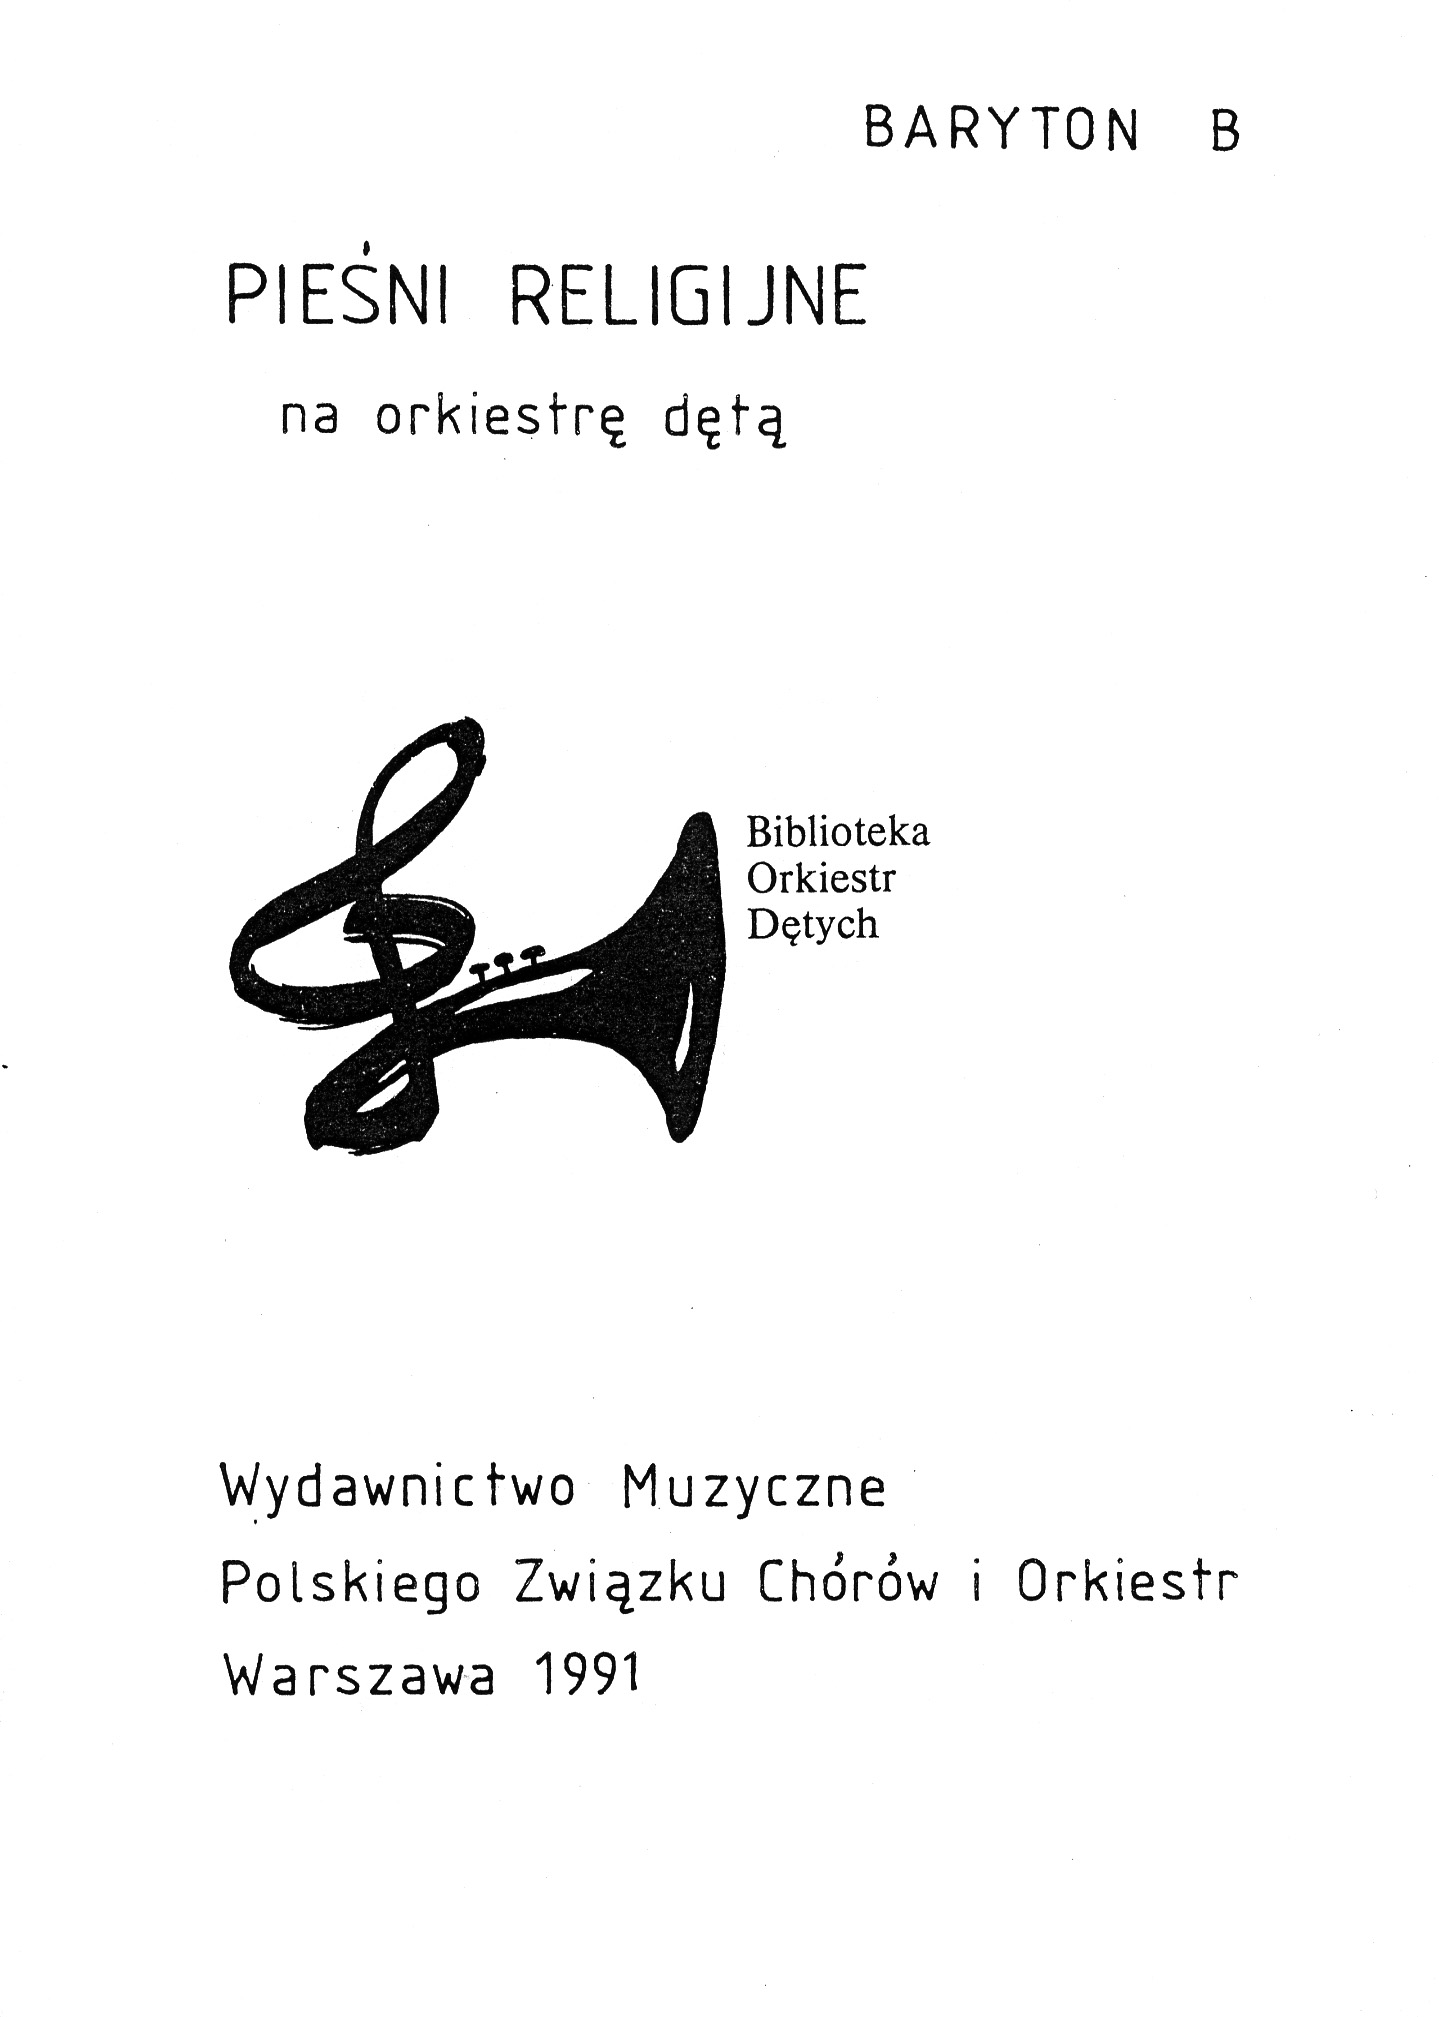 BARYTON B
PIEŚNI RELIGIJNE
na orkiestrę dętą
Biblioteka
Orkiestr
Dętych
Wydawnictwo Muzyczne
Polskiego Związku Chórów i Orkiestr
Warszawa 1991